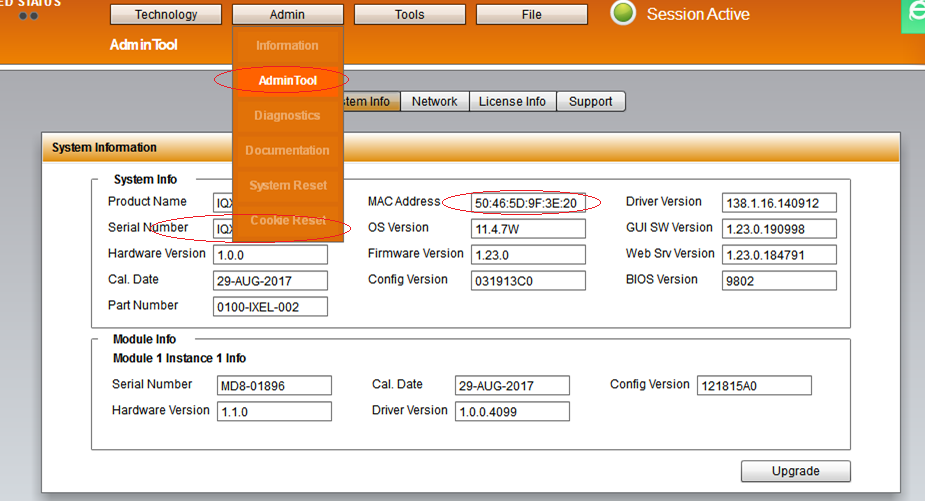 ED STATUS
Technology Admin Tools File Session Active
AdminTool
Information
AdminTool
Diagnostics
Documentation
System Reset
Cookie Reset
stem Info Network License Info Support
System Information
System Info
Product Name IQX MAC Address 50:46:5D:9F:3E:20 Driver Version 138.1.16.140912
Serial Number IQX OS Version 11.4.7W GUI SW Version 1.23.0.190998
Hardware Version 1.0.0 Firmware Version 1.23.0 Web Srv Version 1.23.0.184791
Cal. Date 29-AUG-2017 Config Version 031913C0 BIOS Version 9802
Part Number 0100-IXEL-002
Module Info
Module 1 Instance 1 Info
Serial Number MD8-01896 Cal. Date 29-AUG-2017 Config Version 121815A0
Hardware Version 1.1.0 Driver Version 1.0.0.4099
Upgrade